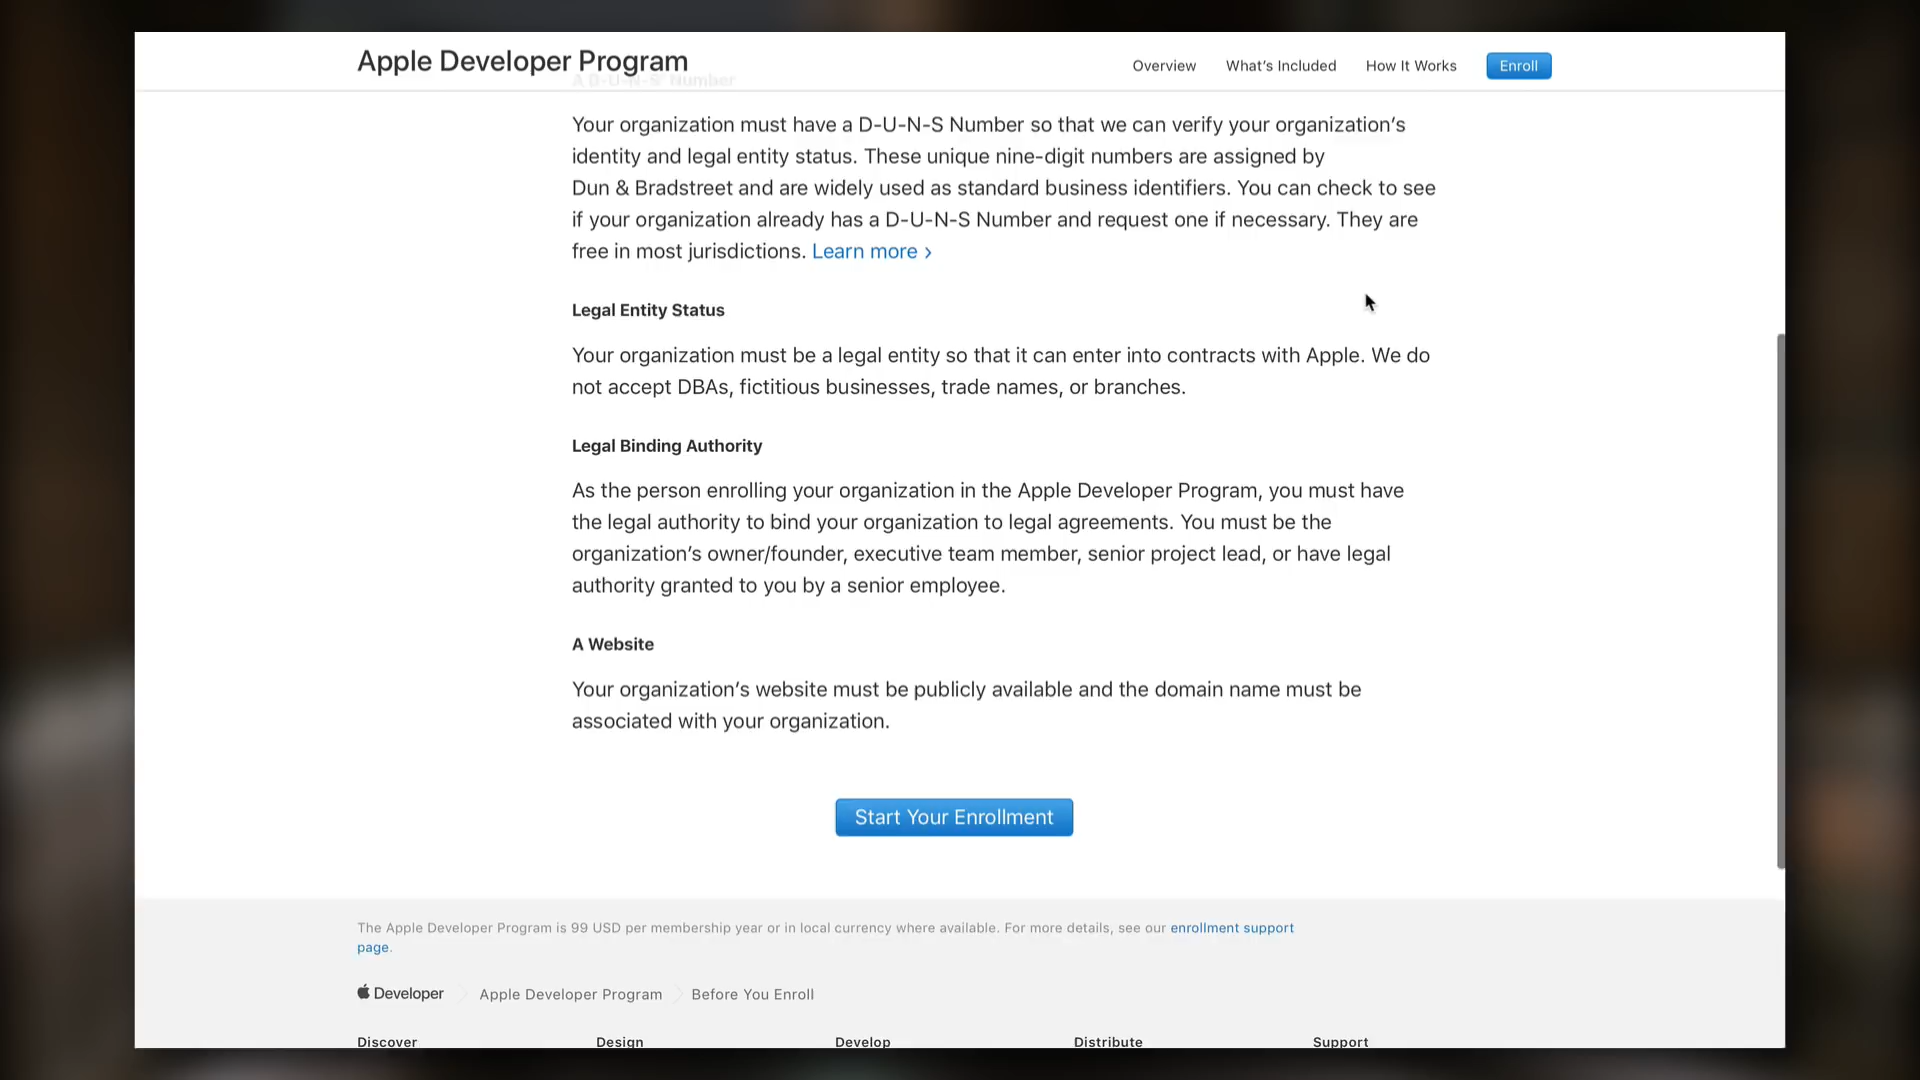 Apple Developer Program
Overview
What's Included
How It Works
Enroll
A D-U-N-S® Number
Your organization must have a D-U-N-S Number so that we can verify your organization's
identity and legal entity status. These unique nine-digit numbers are assigned by
Dun & Bradstreet and are widely used as standard business identifiers. You can check to see
if your organization already has a D-U-N-S Number and request one if necessary. They are
free in most jurisdictions. Learn more ›
Legal Entity Status
Your organization must be a legal entity so that it can enter into contracts with Apple. We do
not accept DBAs, fictitious businesses, trade names, or branches.
Legal Binding Authority
As the person enrolling your organization in the Apple Developer Program, you must have
the legal authority to bind your organization to legal agreements. You must be the
organization's owner/founder, executive team member, senior project lead, or have legal
authority granted to you by a senior employee.
A Website
Your organization's website must be publicly available and the domain name must be
associated with your organization.
Start Your Enrollment
The Apple Developer Program is 99 USD per membership year or in local currency where available. For more details, see our enrollment support
page.
Developer
Apple Developer Program
Before You Enroll
Discover
Design
Develop
Distribute
Support